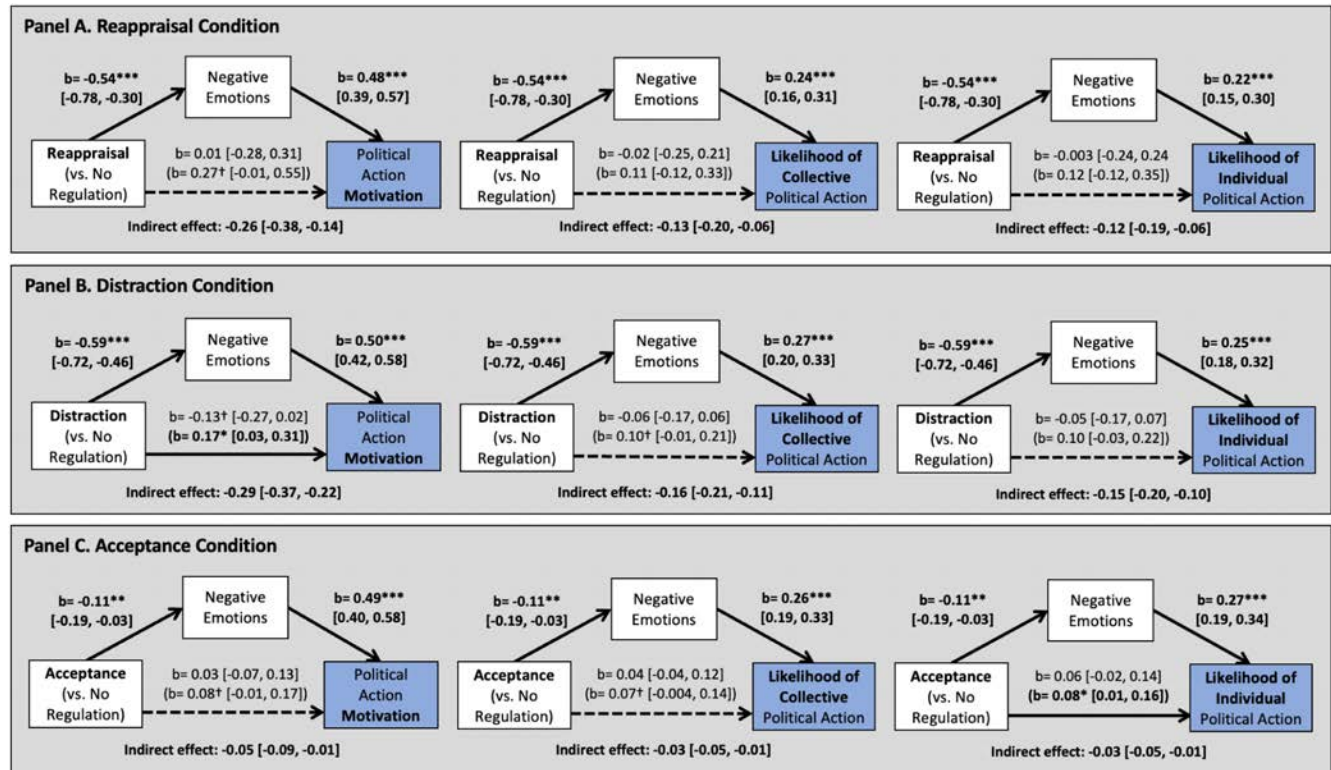 Panel A. Reappraisal Condition
b= -0.54***
[-0.78, -0.30]
Negative
Emotions
b= 0.48***
[0.39, 0.57]
Reappraisal
(vs. No
Regulation)
b= 0.01 [-0.28, 0.31]
(b= 0.27† [-0.01, 0.55])
Political
Action
Motivation
Indirect effect: -0.26 [-0.38, -0.14]
b= -0.54***
[-0.78, -0.30]
Negative
Emotions
b= 0.24***
[0.16, 0.31]
Reappraisal
(vs. No
Regulation)
b= -0.02 [-0.25, 0.21]
(b= 0.11 [-0.12, 0.33])
Likelihood of
Collective
Political Action
Indirect effect: -0.13 [-0.20, -0.06]
b= -0.54***
[-0.78, -0.30]
Negative
Emotions
b= 0.22***
[0.15, 0.30]
Reappraisal
(vs. No
Regulation)
b= -0.003 [-0.24, 0.24
(b= 0.12 [-0.12, 0.35])
Likelihood of
Individual
Political Action
Indirect effect: -0.12 [-0.19, -0.06]
Panel B. Distraction Condition
b= -0.59***
[-0.72, -0.46]
Negative
Emotions
b= 0.50***
[0.42, 0.58]
Distraction
(vs. No
Regulation)
b= -0.13† [-0.27, 0.02]
(b= 0.17* [0.03, 0.31])
Political
Action
Motivation
Indirect effect: -0.29 [-0.37, -0.22]
b= -0.59***
[-0.72, -0.46]
Negative
Emotions
b= 0.27***
[0.20, 0.33]
Distraction
(vs. No
Regulation)
b= -0.06 [-0.17, 0.06]
(b= 0.10† [-0.01, 0.21])
Likelihood of
Collective
Political Action
Indirect effect: -0.16 [-0.21, -0.11]
b= -0.59***
[-0.72, -0.46]
Negative
Emotions
b= 0.25***
[0.18, 0.32]
Distraction
(vs. No
Regulation)
b= -0.05 [-0.17, 0.07]
(b= 0.10 [-0.03, 0.22])
Likelihood of
Individual
Political Action
Indirect effect: -0.15 [-0.20, -0.10]
Panel C. Acceptance Condition
b= -0.11**
[-0.19, -0.03]
Negative
Emotions
b= 0.49***
[0.40, 0.58]
Acceptance
(vs. No
Regulation)
b= 0.03 [-0.07, 0.13]
(b= 0.08† [-0.01, 0.17])
Political
Action
Motivation
Indirect effect: -0.05 [-0.09, -0.01]
b= -0.11**
[-0.19, -0.03]
Negative
Emotions
b= 0.26***
[0.19, 0.33]
Acceptance
(vs. No
Regulation)
b= 0.04 [-0.04, 0.12]
(b= 0.07† [-0.004, 0.14])
Likelihood of
Collective
Political Action
Indirect effect: -0.03 [-0.05, -0.01]
b= -0.11**
[-0.19, -0.03]
Negative
Emotions
b= 0.27***
[0.19, 0.34]
Acceptance
(vs. No
Regulation)
b= 0.06 [-0.02, 0.14]
(b= 0.08* [0.01, 0.16])
Likelihood of
Individual
Political Action
Indirect effect: -0.03 [-0.05, -0.01]